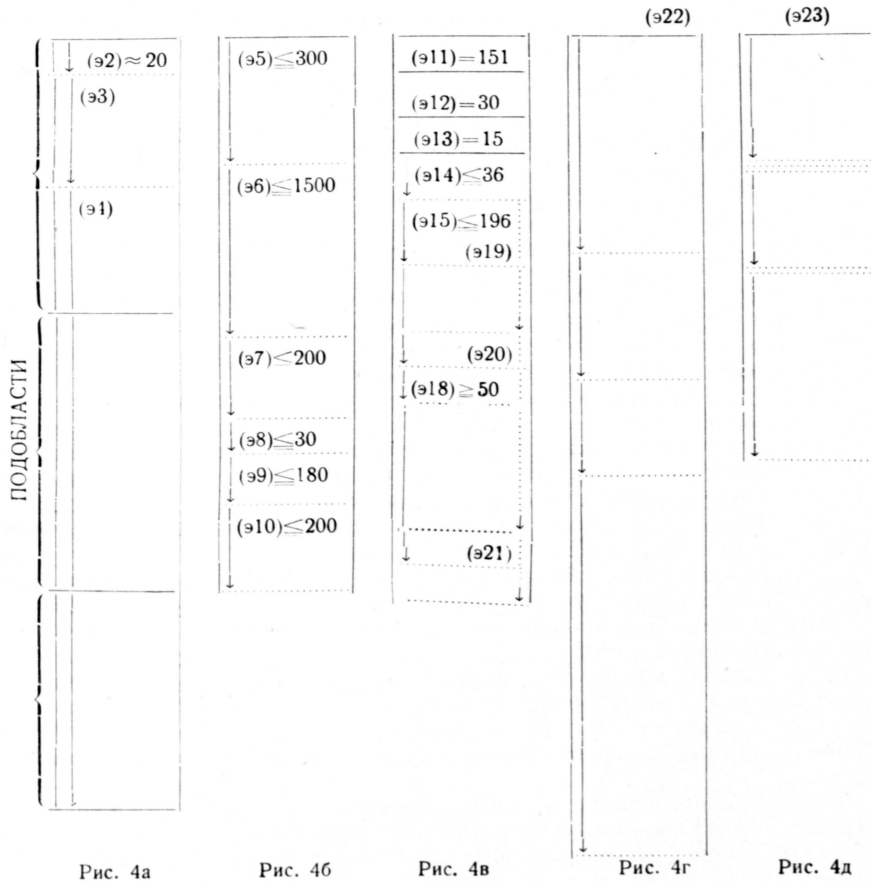 (э22)
(э23)
(э2)≈20
(э3)
(э4)
ПОДОБЛАСТИ
(э5)≦300
(э6)≦1500
(э7)≦200
(э8)≦30
(э9)≦180
(э10)≦200
(э11)=151
(э12)=30
(э13)=15
(э14)≦36
(э15)≦196
(э19)
(э20)
(э18)≧50
(э21)
Рис. 4а
Рис. 4б
Рис. 4в
Рис. 4г
Рис. 4д